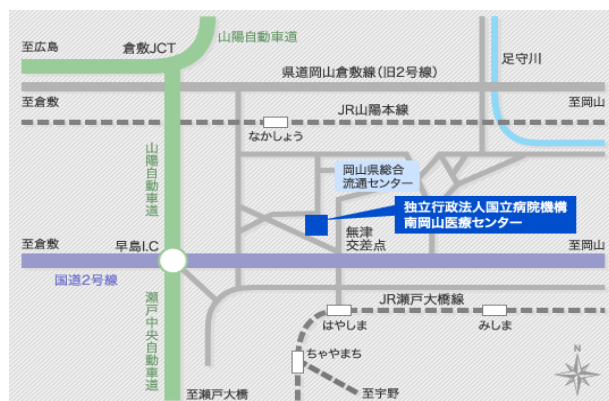 山陽自動車道
至広島
倉敷JCT
足守川
県道岡山倉敷線(旧2号線)
至倉敷
JR山陽本線
至岡山
なかしょう
山陽自動車道
岡山県総合
流通センター
独立行政法人国立病院機構
南岡山医療センター
無津
交差点
至倉敷
早島I.C
至岡山
国道2号線
瀬戸中央自動車道
JR瀬戸大橋線
はやしま
みしま
ちゃやまち
N
至瀬戸大橋
至宇野